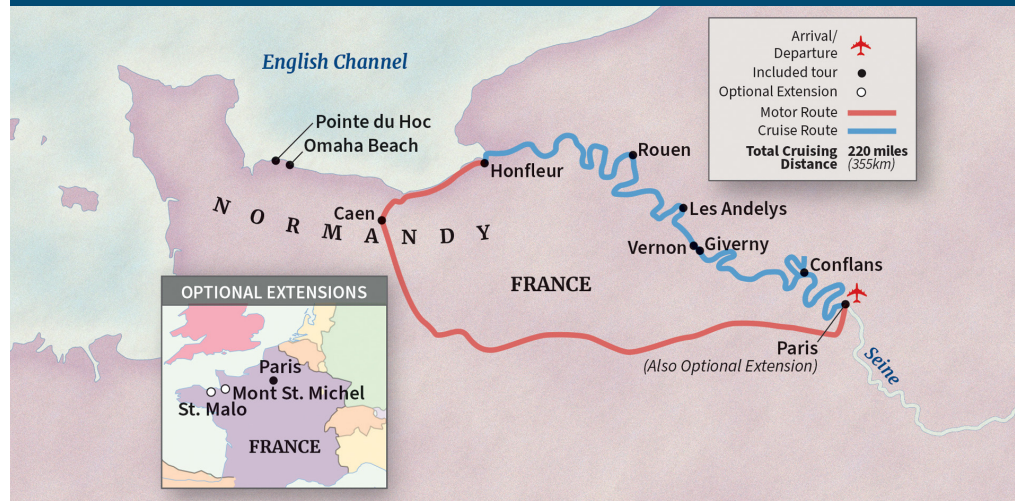 English Channel
Arrival/
Departure
Included tour
Optional Extension
Motor Route
Cruise Route
Total Cruising
Distance
220 miles
(355km)
Pointe du Hoc
Omaha Beach
Honfleur
Rouen
Caen
NORMANDY
Les Andelys
Vernon
Giverny
Conflans
FRANCE
Paris
(Also Optional Extension)
Seine
OPTIONAL EXTENSIONS
Paris
Mont St. Michel
St. Malo
FRANCE